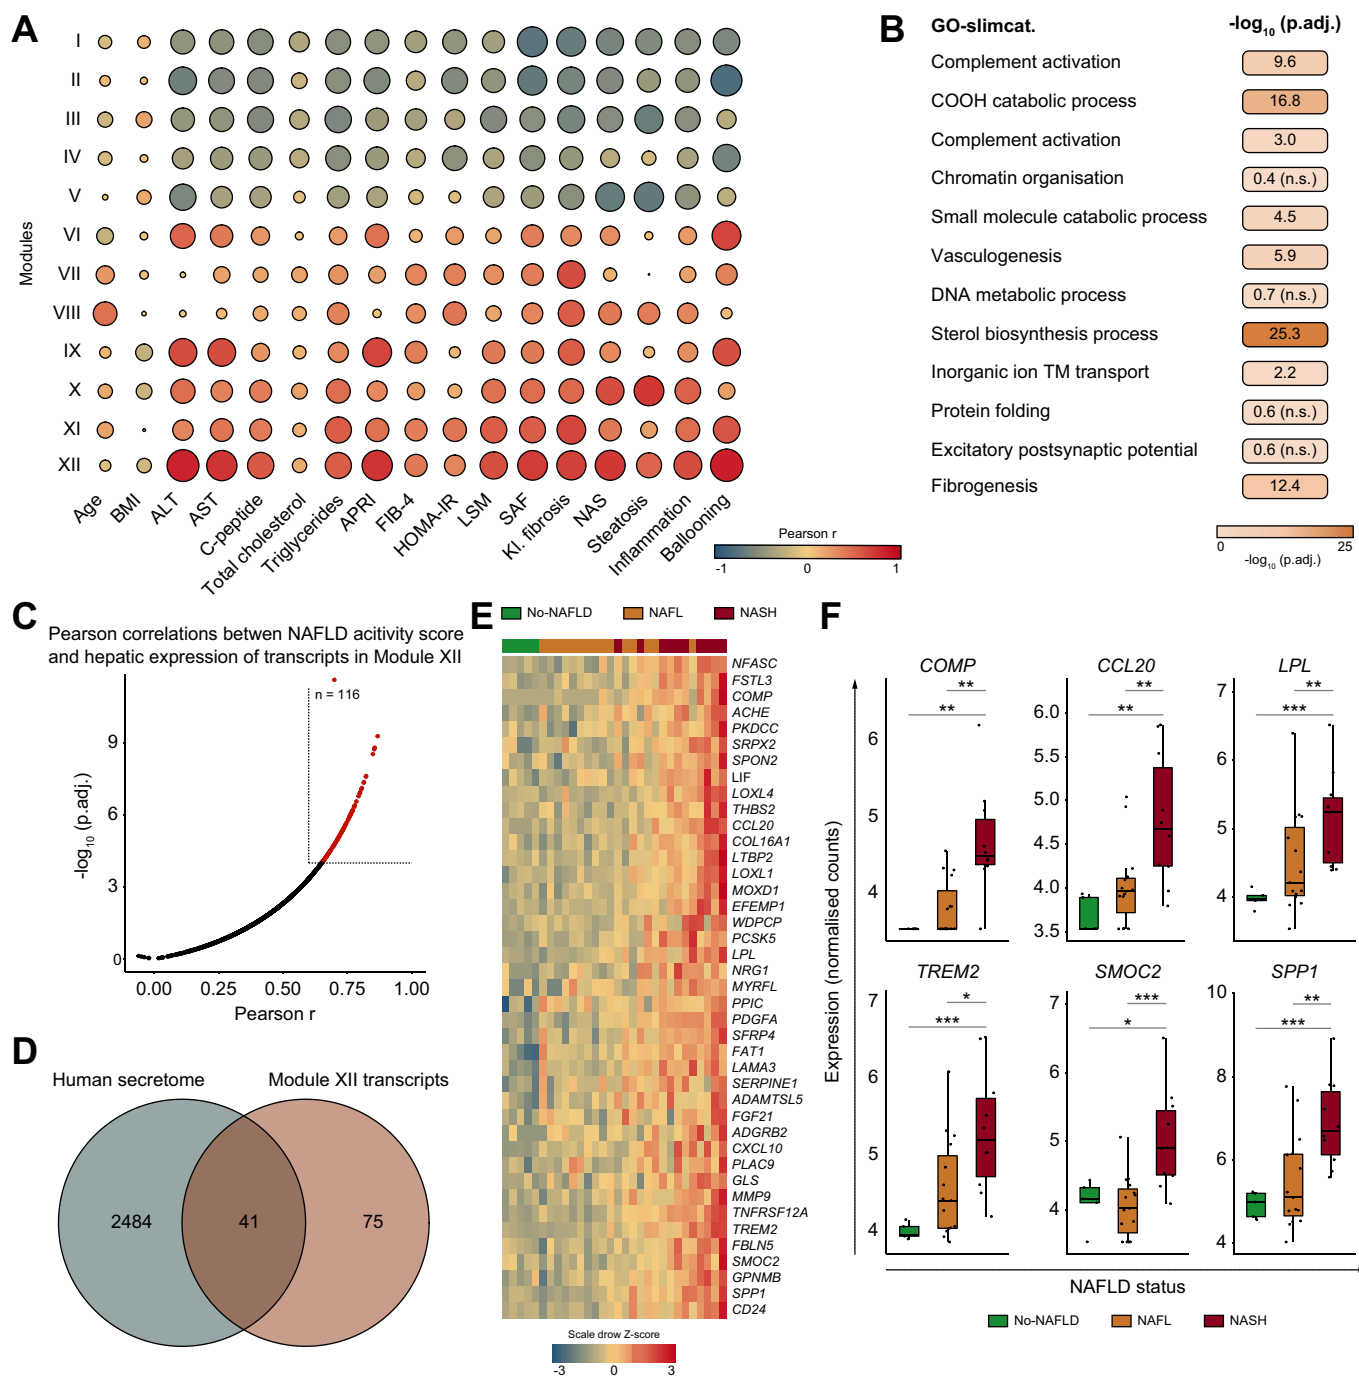 A
Modules
I
II
III
IV
V
VI
VII
VIII
IX
X
XI
XII
Age
BMI
ALT
AST
C-peptide
Total cholesterol
Triglycerides
APRI
FIB-4
HOMA-IR
LSM
SAF
Kl. fibrosis
NAS
Steatosis
Inflammation
Ballooning
Pearson r
-1 0 1
B
GO-slimcat. -log10 (p.adj.)
Complement activation 9.6
COOH catabolic process 16.8
Complement activation 3.0
Chromatin organisation 0.4 (n.s.)
Small molecule catabolic process 4.5
Vasculogenesis 5.9
DNA metabolic process 0.7 (n.s.)
Sterol biosynthesis process 25.3
Inorganic ion TM transport 2.2
Protein folding 0.6 (n.s.)
Excitatory postsynaptic potential 0.6 (n.s.)
Fibrogenesis 12.4
0 25
-log10 (p.adj.)
C
Pearson correlations betwen NAFLD acitivity score
and hepatic expression of transcripts in Module XII
n = 116
-log10 (p.adj.)
9
6
3
0
0.00 0.25 0.50 0.75 1.00
Pearson r
D
Human secretome Module XII transcripts
2484 41 75
E
No-NAFLD NAFL NASH
NFASC
FSTL3
COMP
ACHE
PKDCC
SRPX2
SPON2
LIF
LOXL4
THBS2
CCL20
COL16A1
LTBP2
LOXL1
MOXD1
EFEMP1
WDPCP
PCSK5
LPL
NRG1
MYRFL
PPIC
PDGFA
SFRP4
FAT1
LAMA3
SERPINE1
ADAMTSL5
FGF21
ADGRB2
CXCL10
PLAC9
GLS
MMP9
TNFRSF12A
TREM2
FBLN5
SMOC2
GPNMB
SPP1
CD24
Scale drow Z-score
-3 0 3
F
Expression (normalised counts)
COMP
**
**
6
5
4
CCL20
**
**
6.0
5.5
5.0
4.5
4.0
3.5
LPL
**
***
7
6
5
4
TREM2
*
***
7
6
5
4
SMOC2
***
*
7
6
5
4
SPP1
**
***
10
8
6
4
NAFLD status
No-NAFLD NAFL NASH